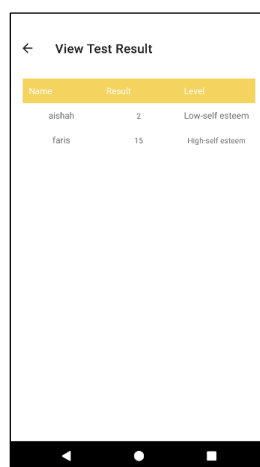 View Test Result
Name Result Level
aishah 2 Low-self esteem
faris 15 High-self esteem